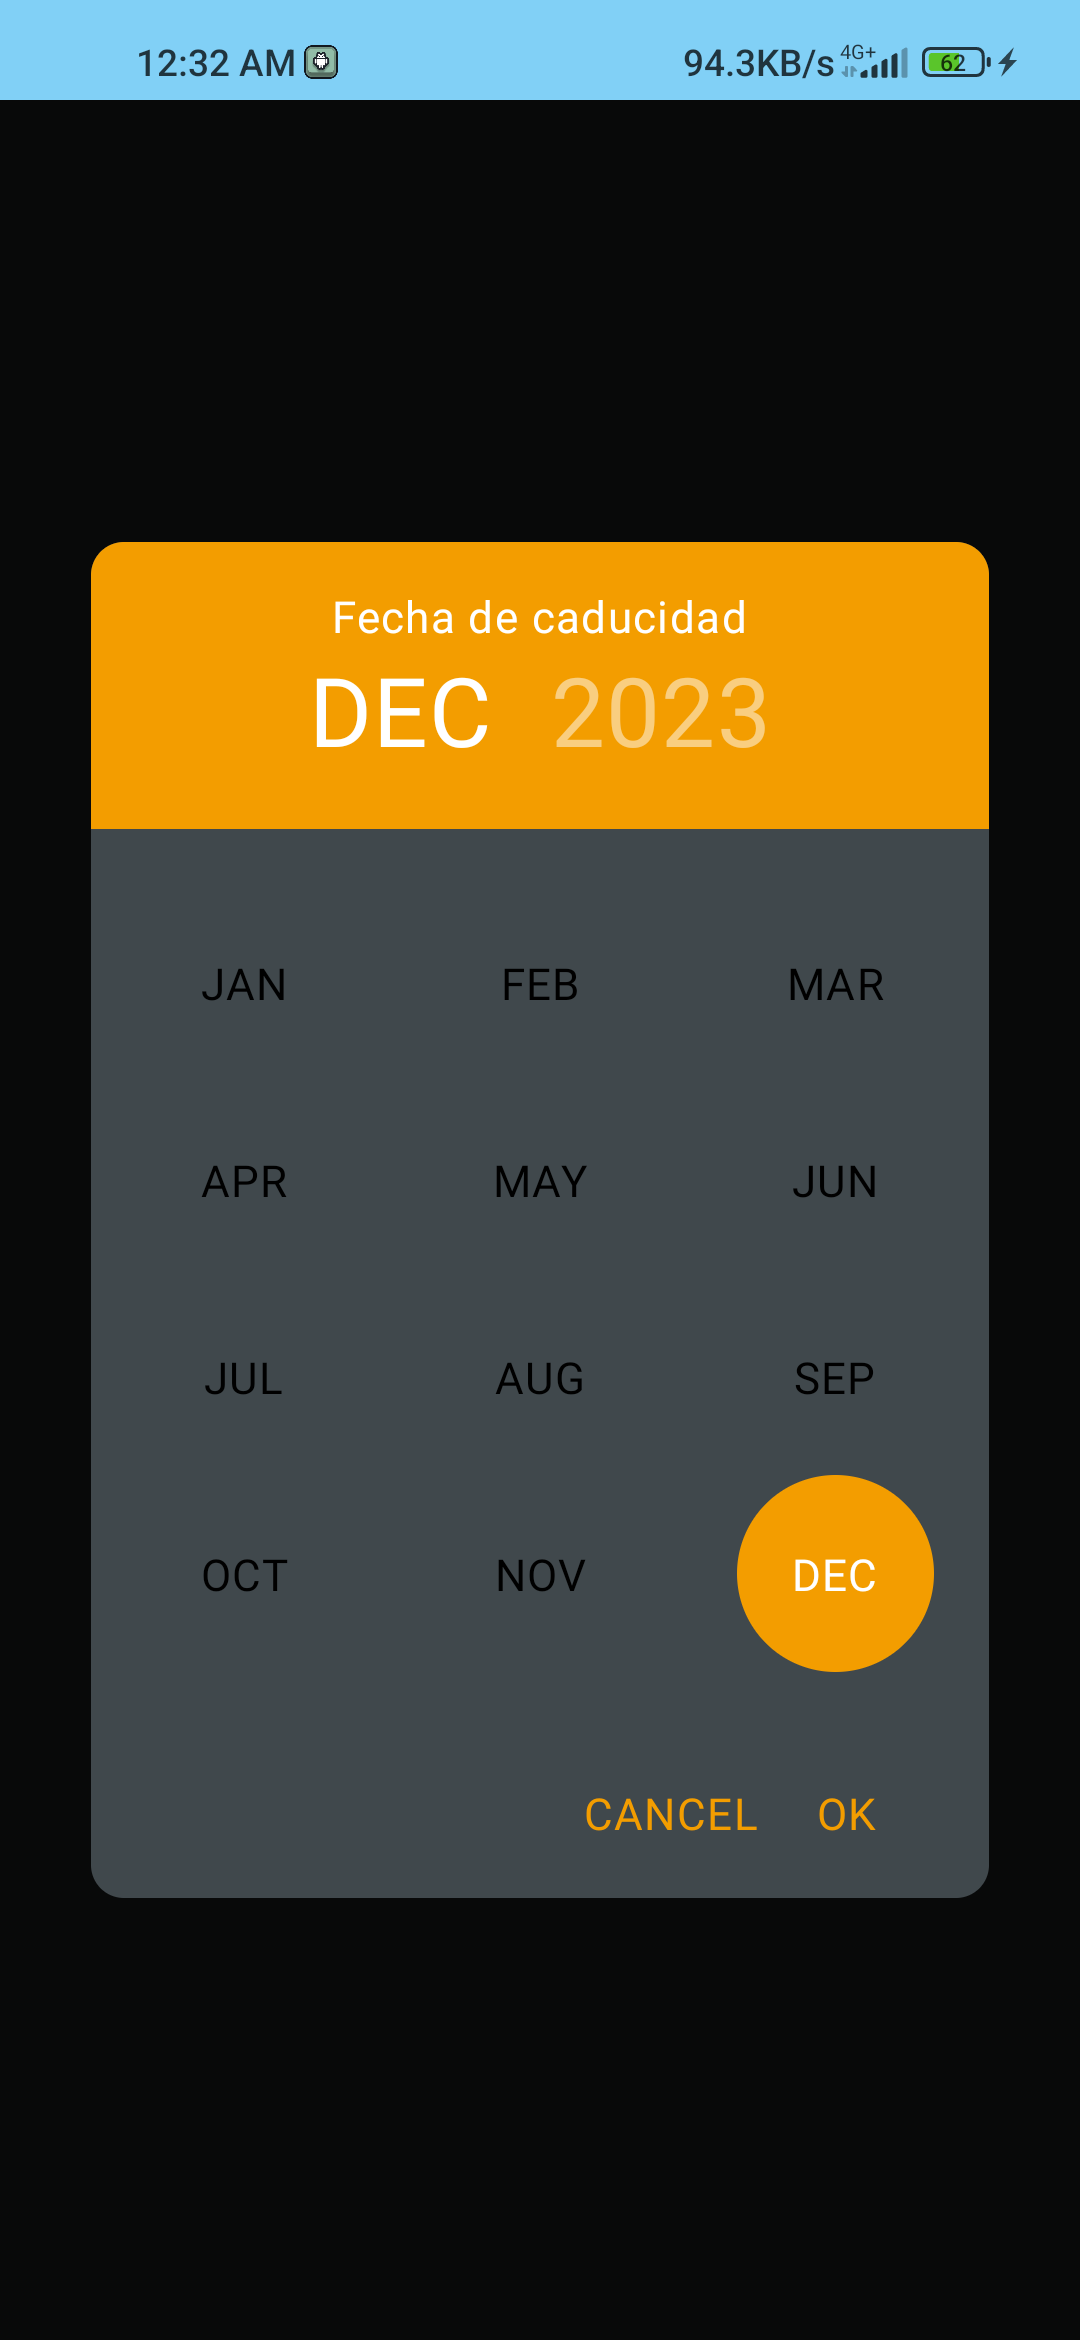 12:32 AM 94.3KB/s 4G+ 62
Fecha de caducidad
DEC 2023
JAN FEB MAR
APR MAY JUN
JUL AUG SEP
OCT NOV DEC
CANCEL OK